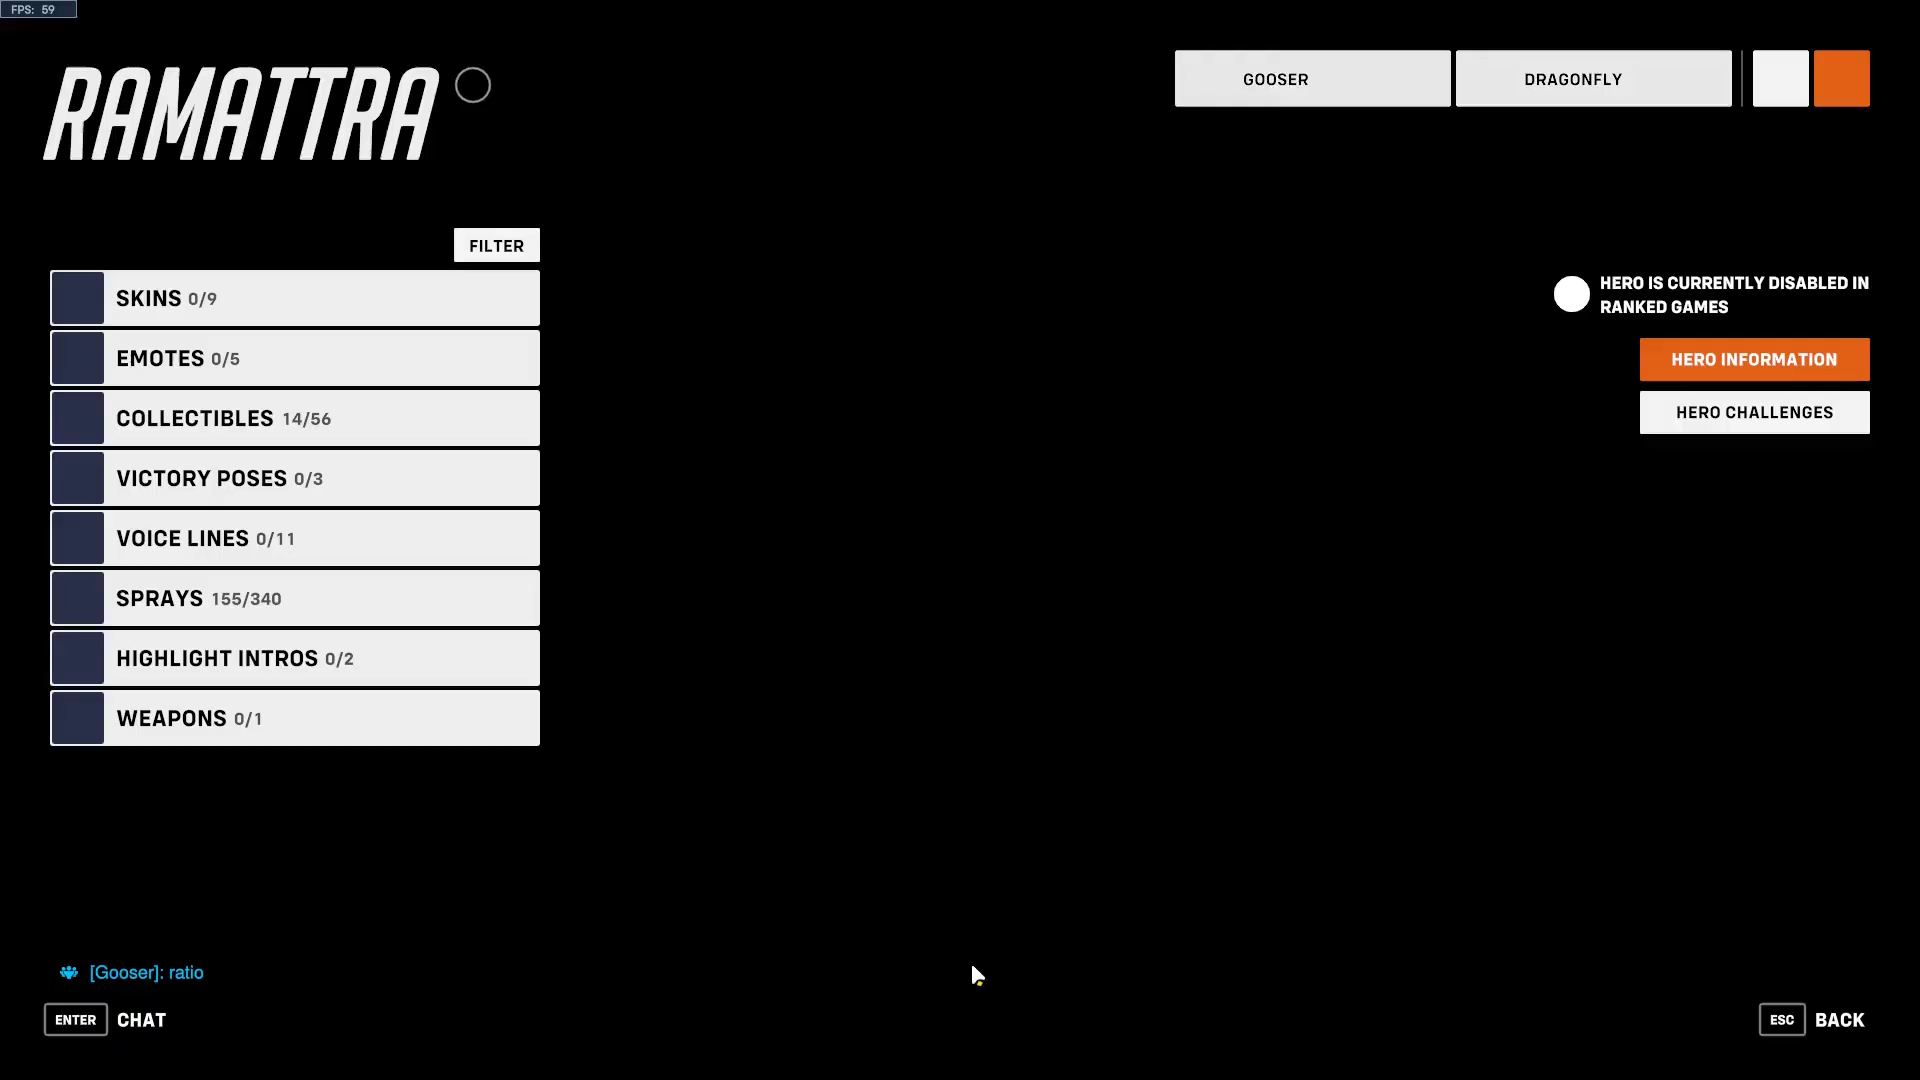 FPS: 59
RAMATTRA
GOOSER
DRAGONFLY
FILTER
SKINS 0/9
EMOTES 0/5
COLLECTIBLES 14/56
VICTORY POSES 0/3
VOICE LINES 0/11
SPRAYS 155/340
HIGHLIGHT INTROS 0/2
WEAPONS 0/1
HERO IS CURRENTLY DISABLED IN
RANKED GAMES
HERO INFORMATION
HERO CHALLENGES
[Gooser]: ratio
ENTER CHAT
ESC BACK